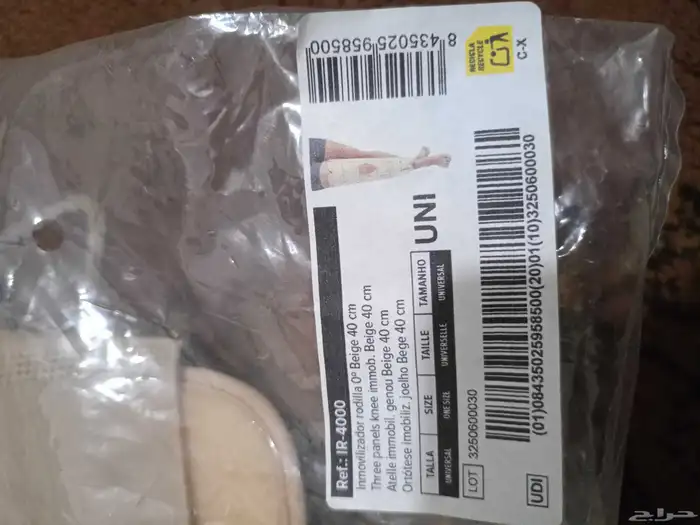 8 435025 958500
RECICLA
RECYCLE
C-X
UNI
Ref.: IR-4000
Inmovilizador rodilla 0º Beige 40 cm
Three panels knee immob. Beige 40 cm
Atelle immobil. genou Beige 40 cm
Ortótese imobiliz. joelho Bege 40 cm
TALLA SIZE TAILLE TAMANHO
UNIVERSAL ONE SIZE UNIVERSELLE UNIVERSAL
LOT 3250600030
UDI
(01)08435025958500(20)01(10)3250600030
حراج